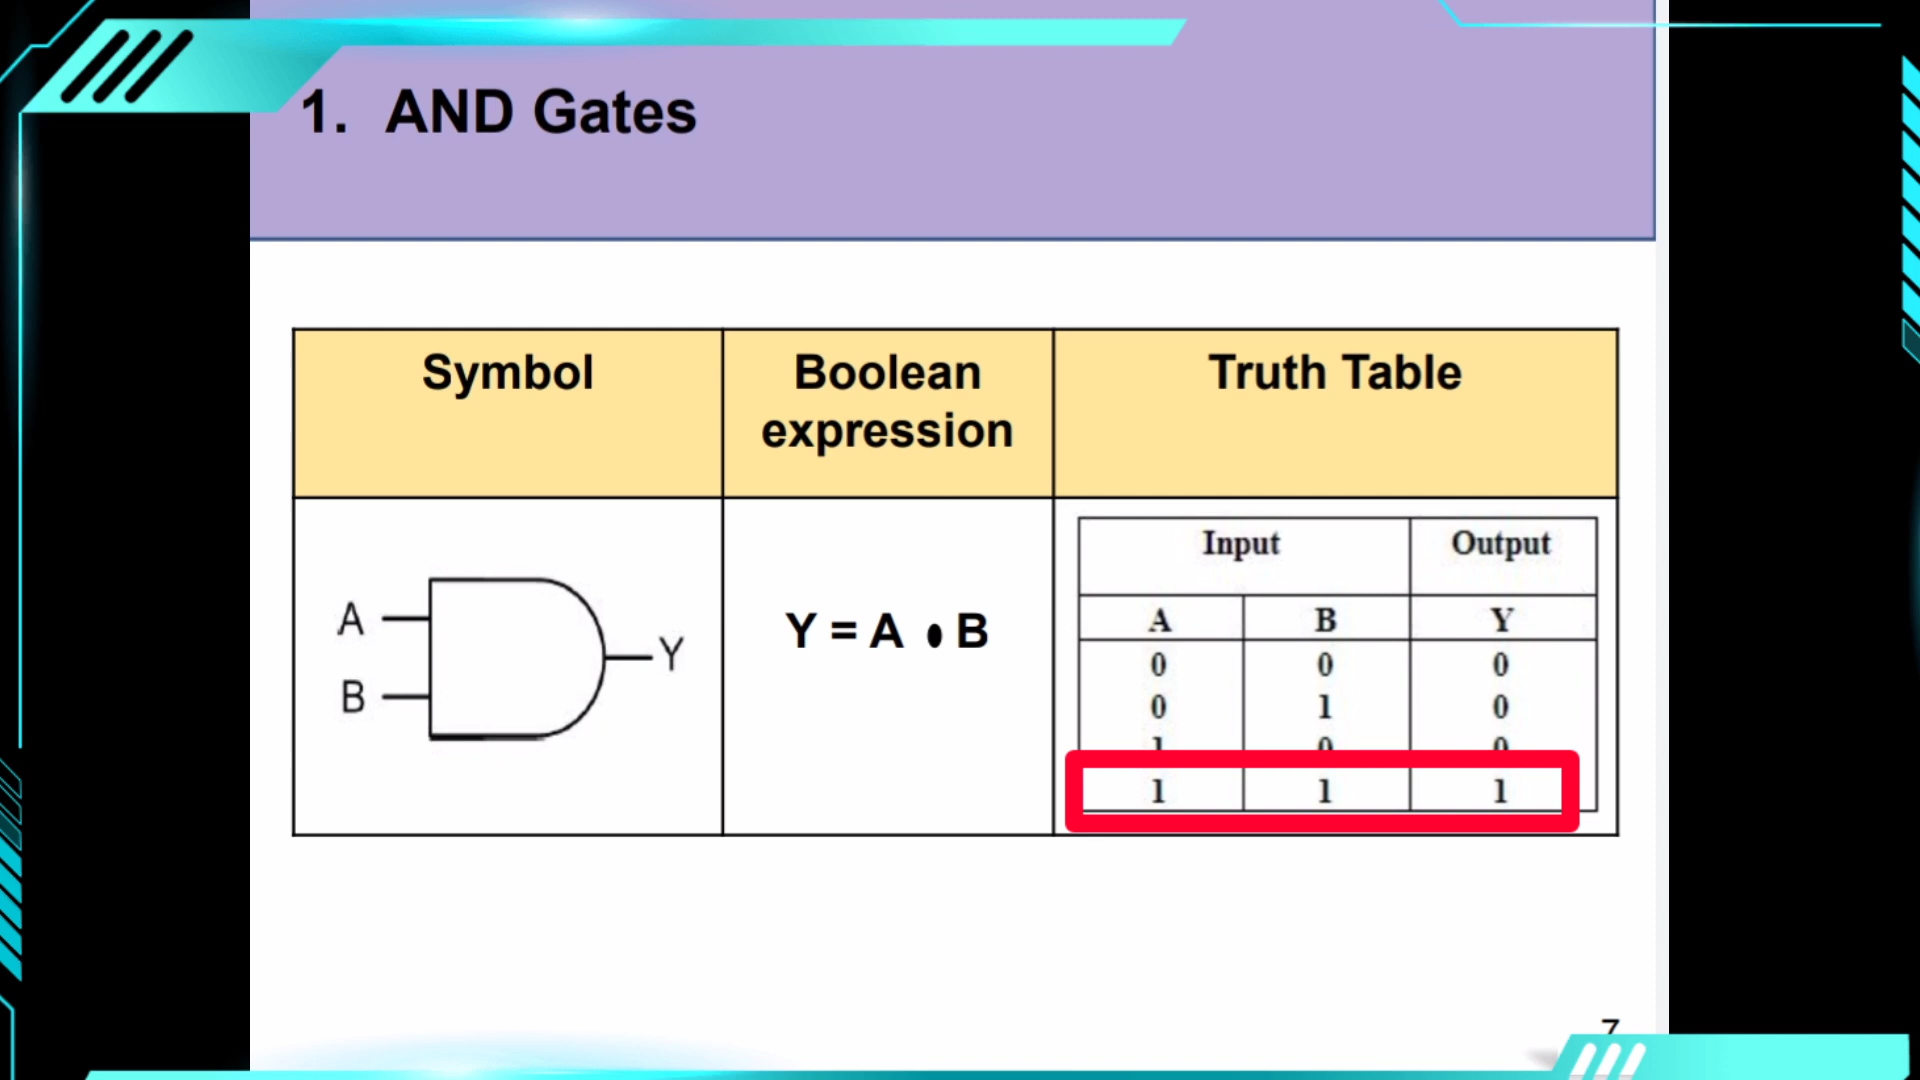 1. AND Gates
Symbol
Boolean
expression
Truth Table
A
B
Y
Y = A • B
Input Output
A B Y
0 0 0
0 1 0
1 0 0
1 1 1
7